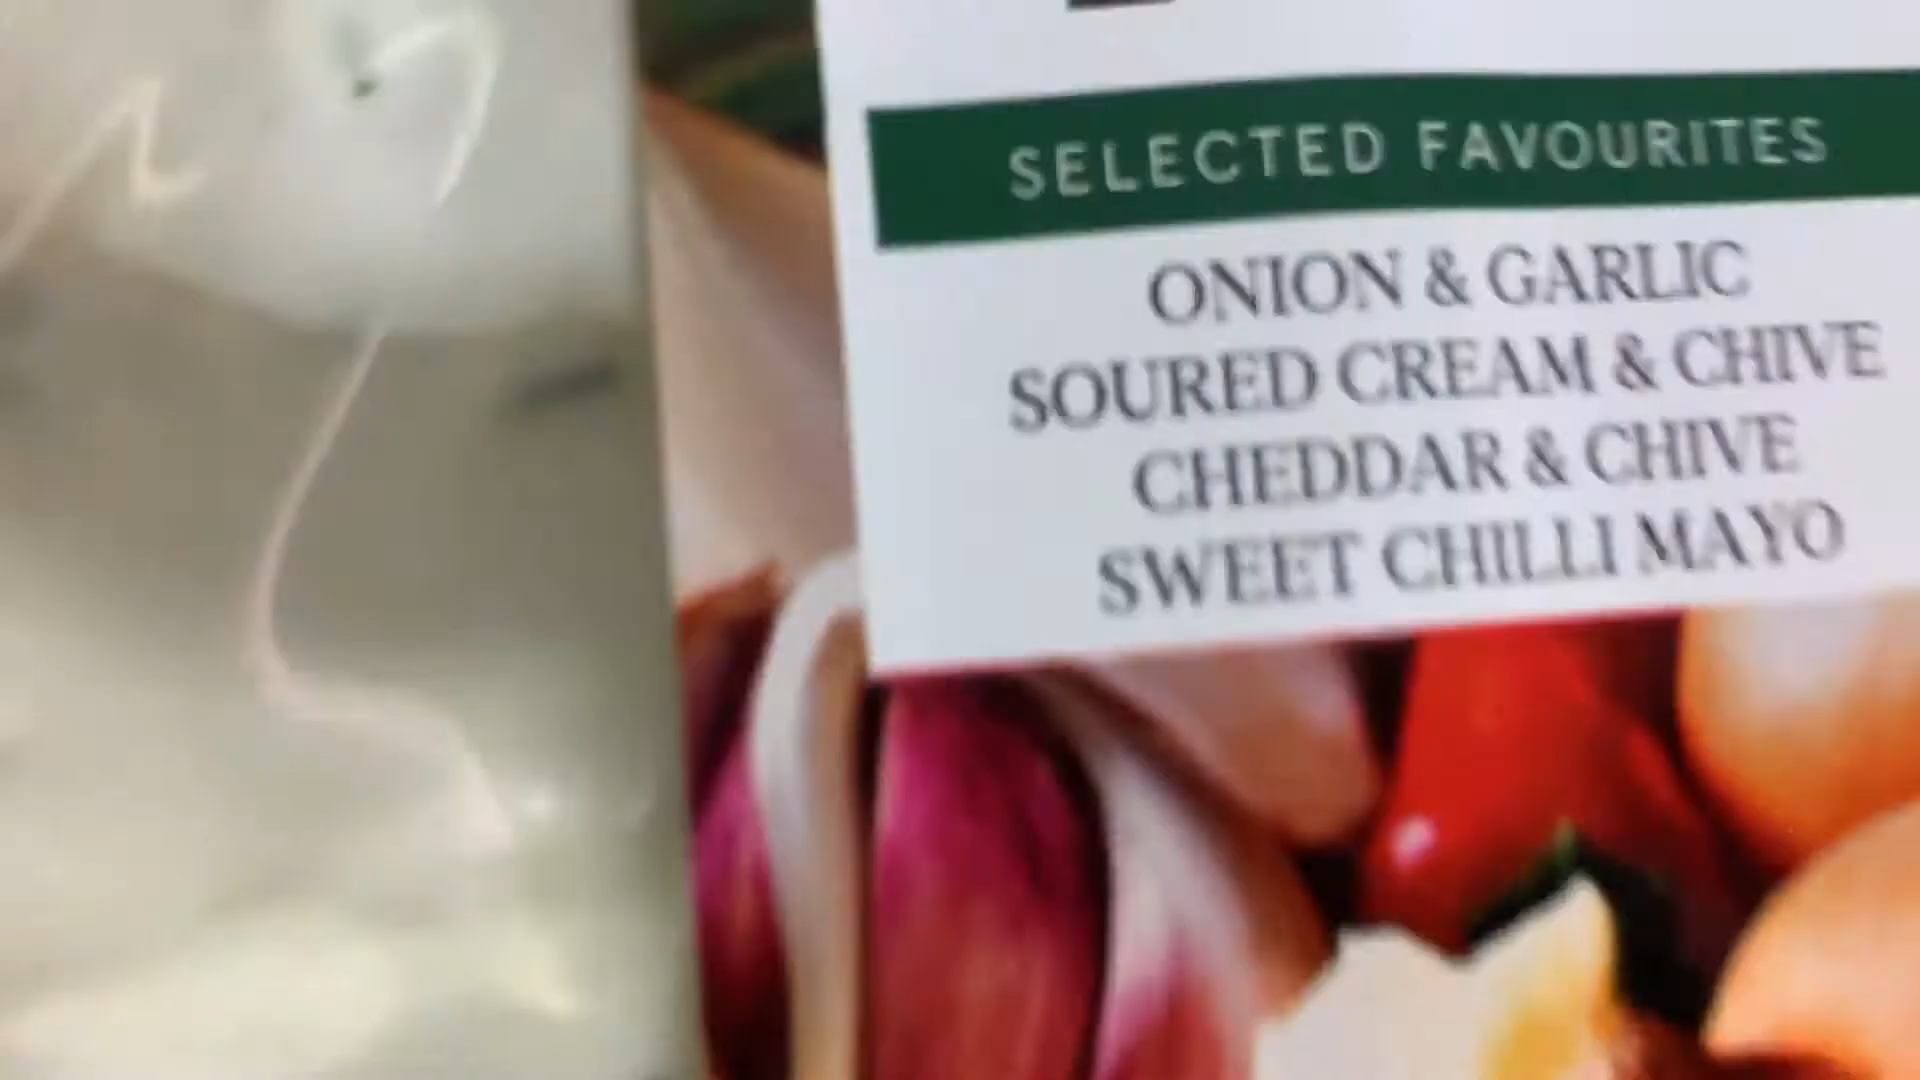 SELECTED FAVOURITES
ONION & GARLIC
SOURED CREAM & CHIVE
CHEDDAR & CHIVE
SWEET CHILLI MAYO